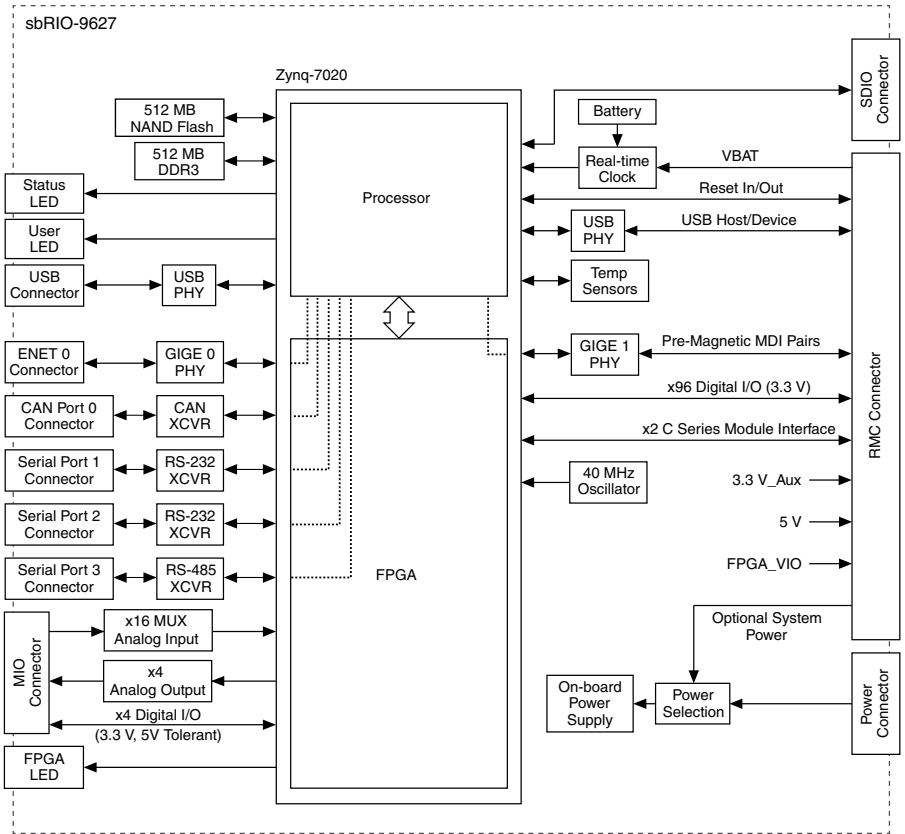 sbRIO-9627
Zynq-7020
512 MB
NAND Flash
512 MB
DDR3
Status
LED
User
LED
USB
Connector
USB
PHY
ENET 0
Connector
GIGE 0
PHY
CAN Port 0
Connector
CAN
XCVR
Serial Port 1
Connector
RS-232
XCVR
Serial Port 2
Connector
RS-232
XCVR
Serial Port 3
Connector
RS-485
XCVR
MIO
Connector
x16 MUX
Analog Input
x4
Analog Output
x4 Digital I/O
(3.3 V, 5V Tolerant)
FPGA
LED
Processor
FPGA
Battery
Real-time
Clock
VBAT
Reset In/Out
USB
PHY
USB Host/Device
Temp
Sensors
GIGE 1
PHY
Pre-Magnetic MDI Pairs
x96 Digital I/O (3.3 V)
x2 C Series Module Interface
40 MHz
Oscillator
3.3 V_Aux
5 V
FPGA_VIO
Optional System
Power
On-board
Power
Supply
Power
Selection
SDIO
Connector
RMC Connector
Power
Connector